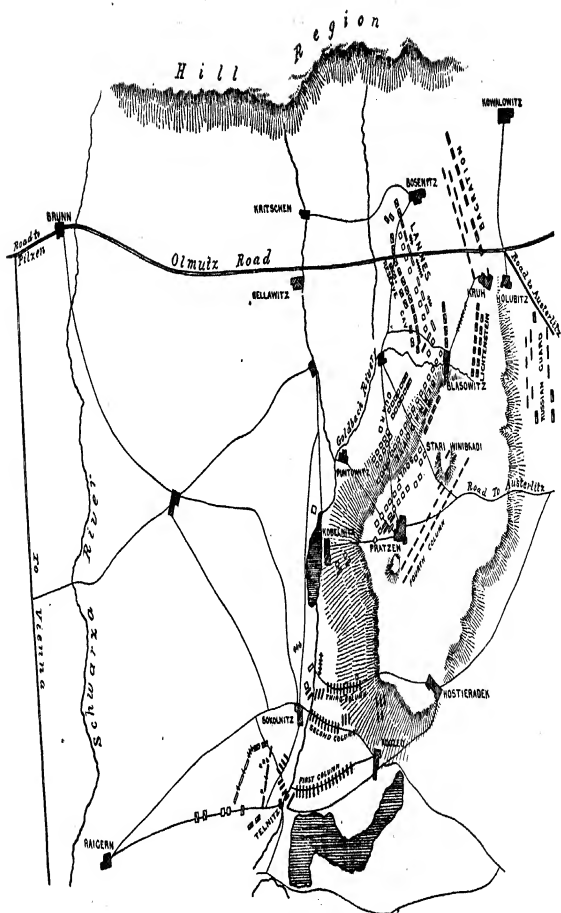 Hill Region
KOWALOWITZ
BAGRATION
BOSENITZ
KRITSCHEN
LANNES
BRUNN
Road to Pilzen
Olmutz Road
BELLAWITZ
KRUH
OLUBITZ
Road to Austerlitz
LICHTENSTEIN
RUSSIAN GUARD
BLASOWITZ
Goldbach River
PUNTOWITZ
STARI WINIBRADI
Road To Austerlitz
KOBELNITZ
PRATZEN
FOURTH COLUMN
Schwarza River
To Vienna
HOSTIERADEK
THIRD COLUMN
SOKOLNITZ
SECOND COLUMN
FIRST COLUMN
TELNITZ
RAIGERN